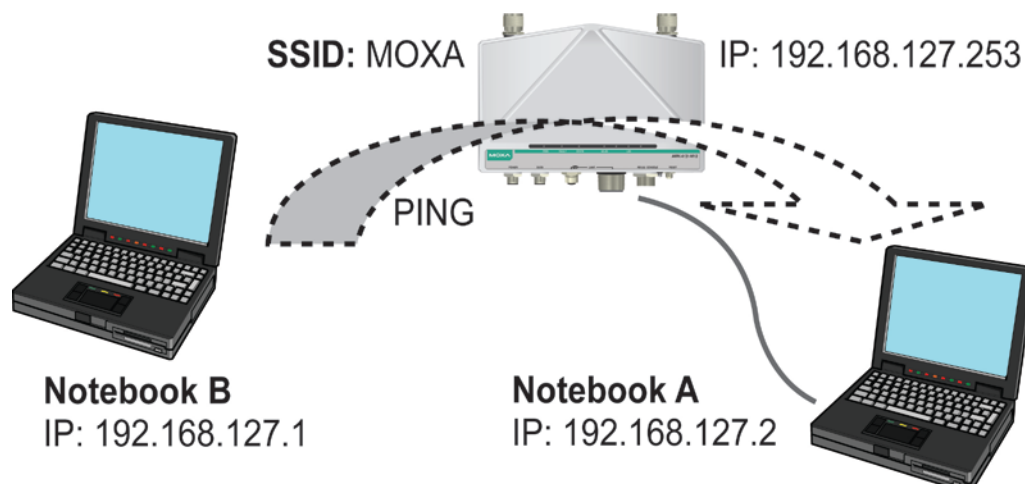 SSID: MOXA
IP: 192.168.127.253
MOXA
PING
Notebook B
IP: 192.168.127.1
Notebook A
IP: 192.168.127.2